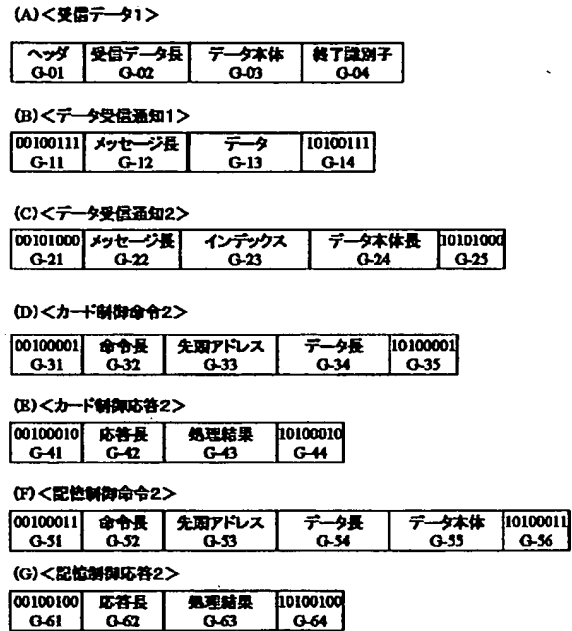 (A)＜受信データ1＞
ヘッダ 受信データ長 データ本体 終了識別子
G-01 G-02 G-03 G-04
(B)＜データ受信通知1＞
00100111 メッセージ長 データ 10100111
G-11 G-12 G-13 G-14
(C)＜データ受信通知2＞
00101000 メッセージ長 インデックス データ本体長 10101000
G-21 G-22 G-23 G-24 G-25
(D)＜カード制御命令2＞
00100001 命令長 先頭アドレス データ長 10100001
G-31 G-32 G-33 G-34 G-35
(E)＜カード制御応答2＞
00100010 応答長 処理結果 10100010
G-41 G-42 G-43 G-44
(F)＜記憶制御命令2＞
00100011 命令長 先頭アドレス データ長 データ本体 10100011
G-51 G-52 G-53 G-54 G-55 G-56
(G)＜記憶制御応答2＞
00100100 応答長 処理結果 10100100
G-61 G-62 G-63 G-64